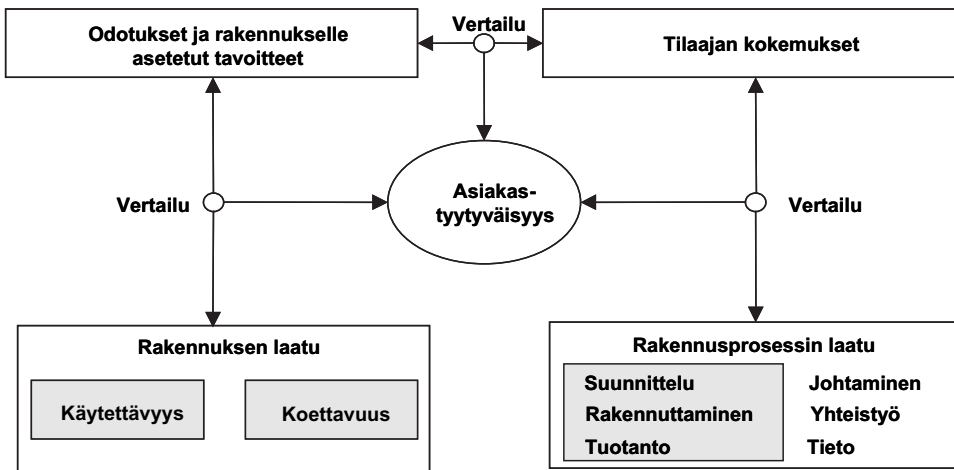 Vertailu
Odotukset ja rakennukselle
asetetut tavoitteet
Tilaajan kokemukset
Asiakas-
tyytyväisyys
Vertailu
Vertailu
Rakennuksen laatu
Käytettävyys
Koettavuus
Rakennusprosessin laatu
Suunnittelu
Johtaminen
Rakennuttaminen
Yhteistyö
Tuotanto
Tieto